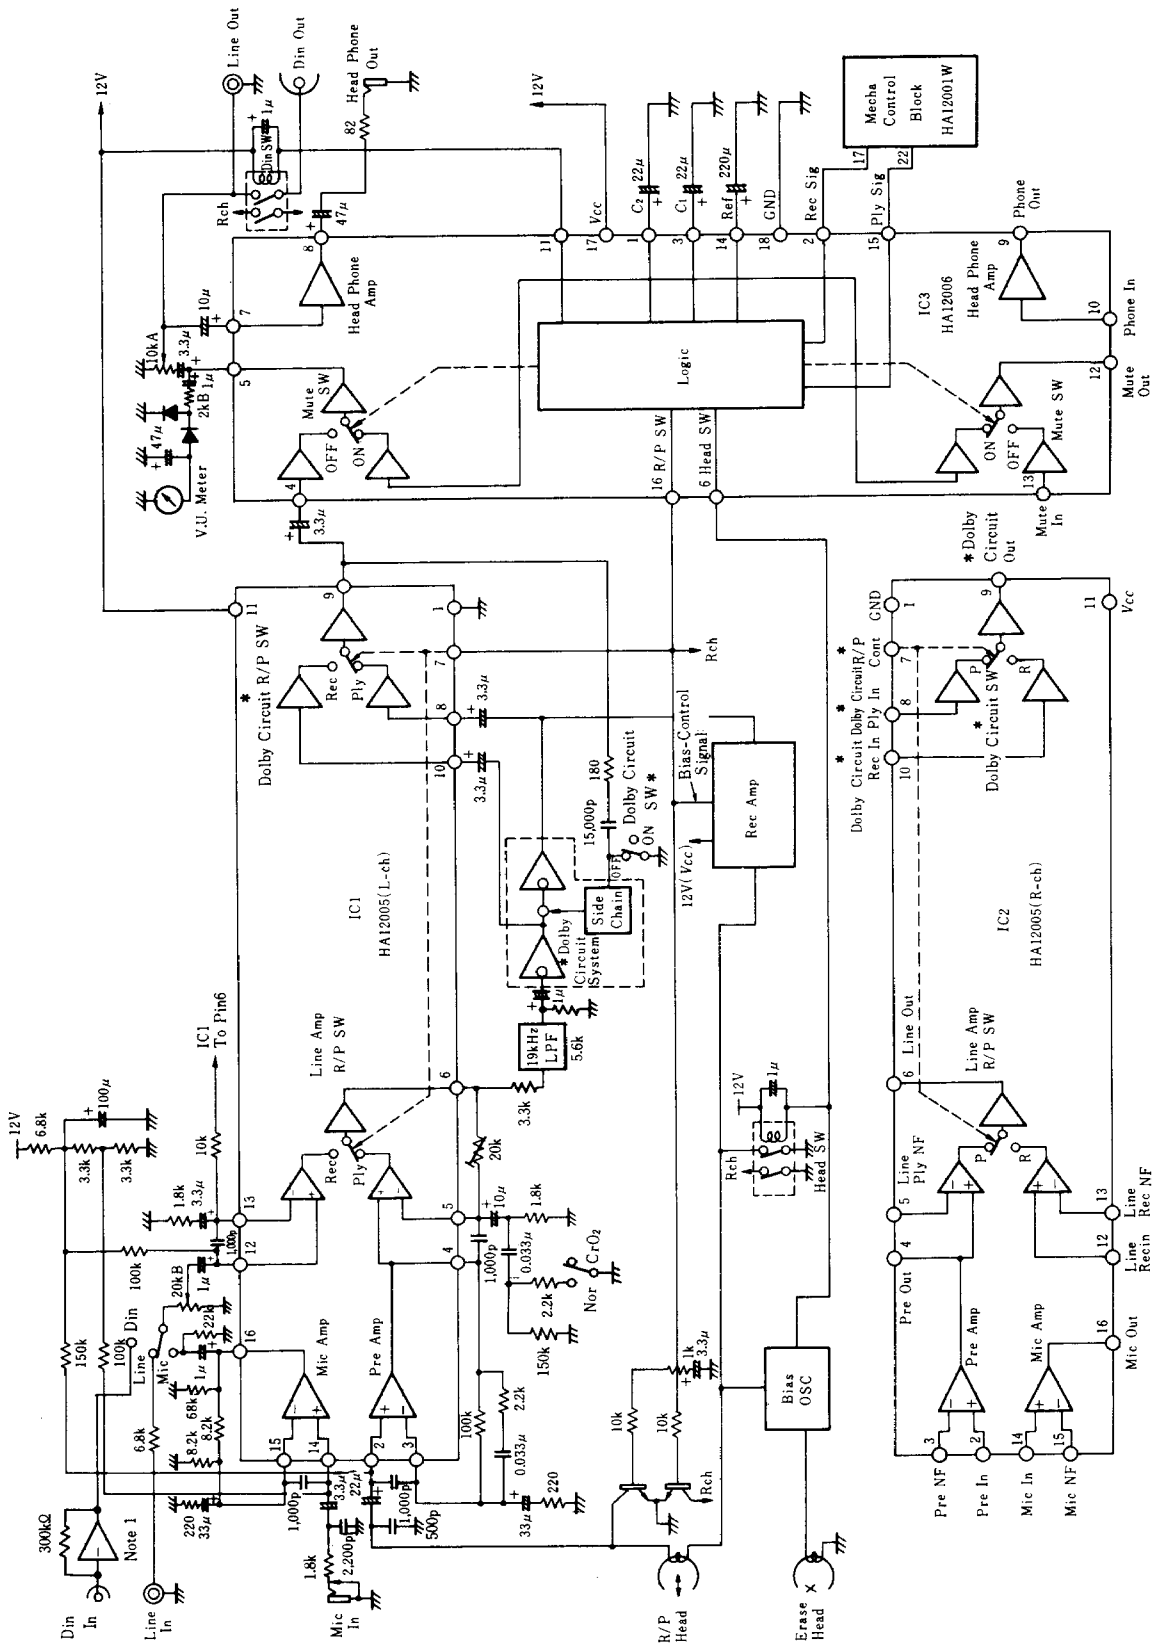 12V
Line Out
Din Out
Din SW
1μ
Rch
Head Phone
Out
82
47μ
10kA
3.3μ
10μ
1μ
2kB
47μ
V.U. Meter
5
7
8
Head Phone
Amp
Mute
SW
OFF
ON
4
3.3μ
11
17
Vcc
12V
1
C2
22μ
3
C1
22μ
14
Ref
220μ
18
GND
2
Rec Sig
15
Ply Sig
17
22
Mecha
Control
Block
HA12001W
Logic
16 R/P SW
6 Head SW
IC3
HA12006
Head Phone
Amp
9
Phone Out
10
Phone In
12
Mute
Out
Mute SW
ON
OFF
13
Mute
In
11
9
1
*
Dolby Circuit R/P SW
Rec
Ply
7
8
10
3.3μ
3.3μ
Rch
IC1
HA12005(L-ch)
180
15,000p
Dolby Circuit
SW*
ON
OFF
Side
Chain
*Dolby
Circuit
System
Bias-Control
Signal
12V(Vcc)
Rec Amp
1μ
5.6k
19kHz
LPF
3.3k
6
Line Amp
R/P SW
Rec
Ply
IC1
To Pin6
10k
12V
6.8k
100μ
3.3k
3.3k
1.8k
3.3μ
13
1,000p
12
100k
1μ
20kB
22k
Din
Line
Mic
150k
100k
16
1μ
68k
8.2k
8.2k
6.8k
220
33μ
15
14
Mic Amp
2
3
Pre Amp
4
5
20k
10μ
1.8k
1,000p
0.033μ
2.2k
Nor
CrO2
150k
100k
2.2k
0.033μ
33μ
220
1,000p
3.3μ
22μ
1,000p
500p
1.8k
2,200p
300kΩ
Note 1
Din
In
Line
In
Mic
In
R/P
Head
Erase
Head
10k
10k
1k
3.3μ
Rch
Bias
OSC
12V
1μ
Rch
Head SW
*Dolby
Circuit
Out
9
GND
1
11
Vcc
*
Dolby Circuit R/P
Cont
7
*
Dolby Circuit
Ply In
8
*
Dolby Circuit
Rec In
10
P
R
Dolby Circuit SW
*
IC2
HA12005(R-ch)
Line Out
6
Line Amp
R/P SW
P
R
Line
Ply NF
5
4
Pre Out
13
Line
Rec NF
12
Line
Recin
16
Mic Out
Pre Amp
Mic Amp
3
Pre NF
2
Pre In
14
Mic In
15
Mic NF